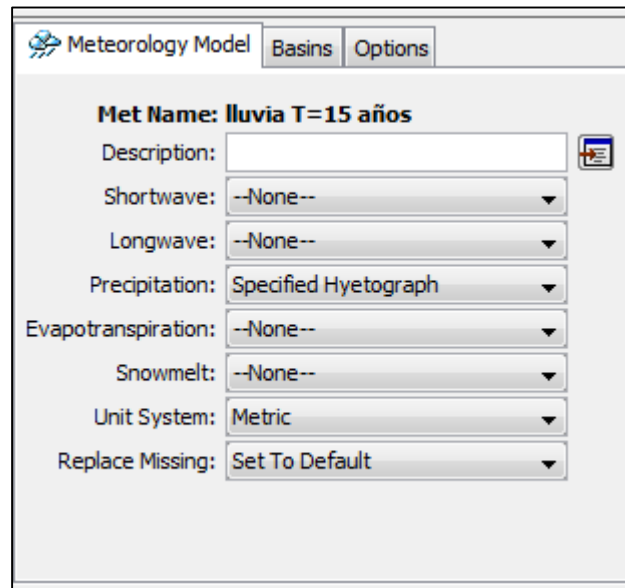 Meteorology Model Basins Options
Met Name: lluvia T=15 años
Description:
Shortwave: --None--
Longwave: --None--
Precipitation: Specified Hyetograph
Evapotranspiration: --None--
Snowmelt: --None--
Unit System: Metric
Replace Missing: Set To Default